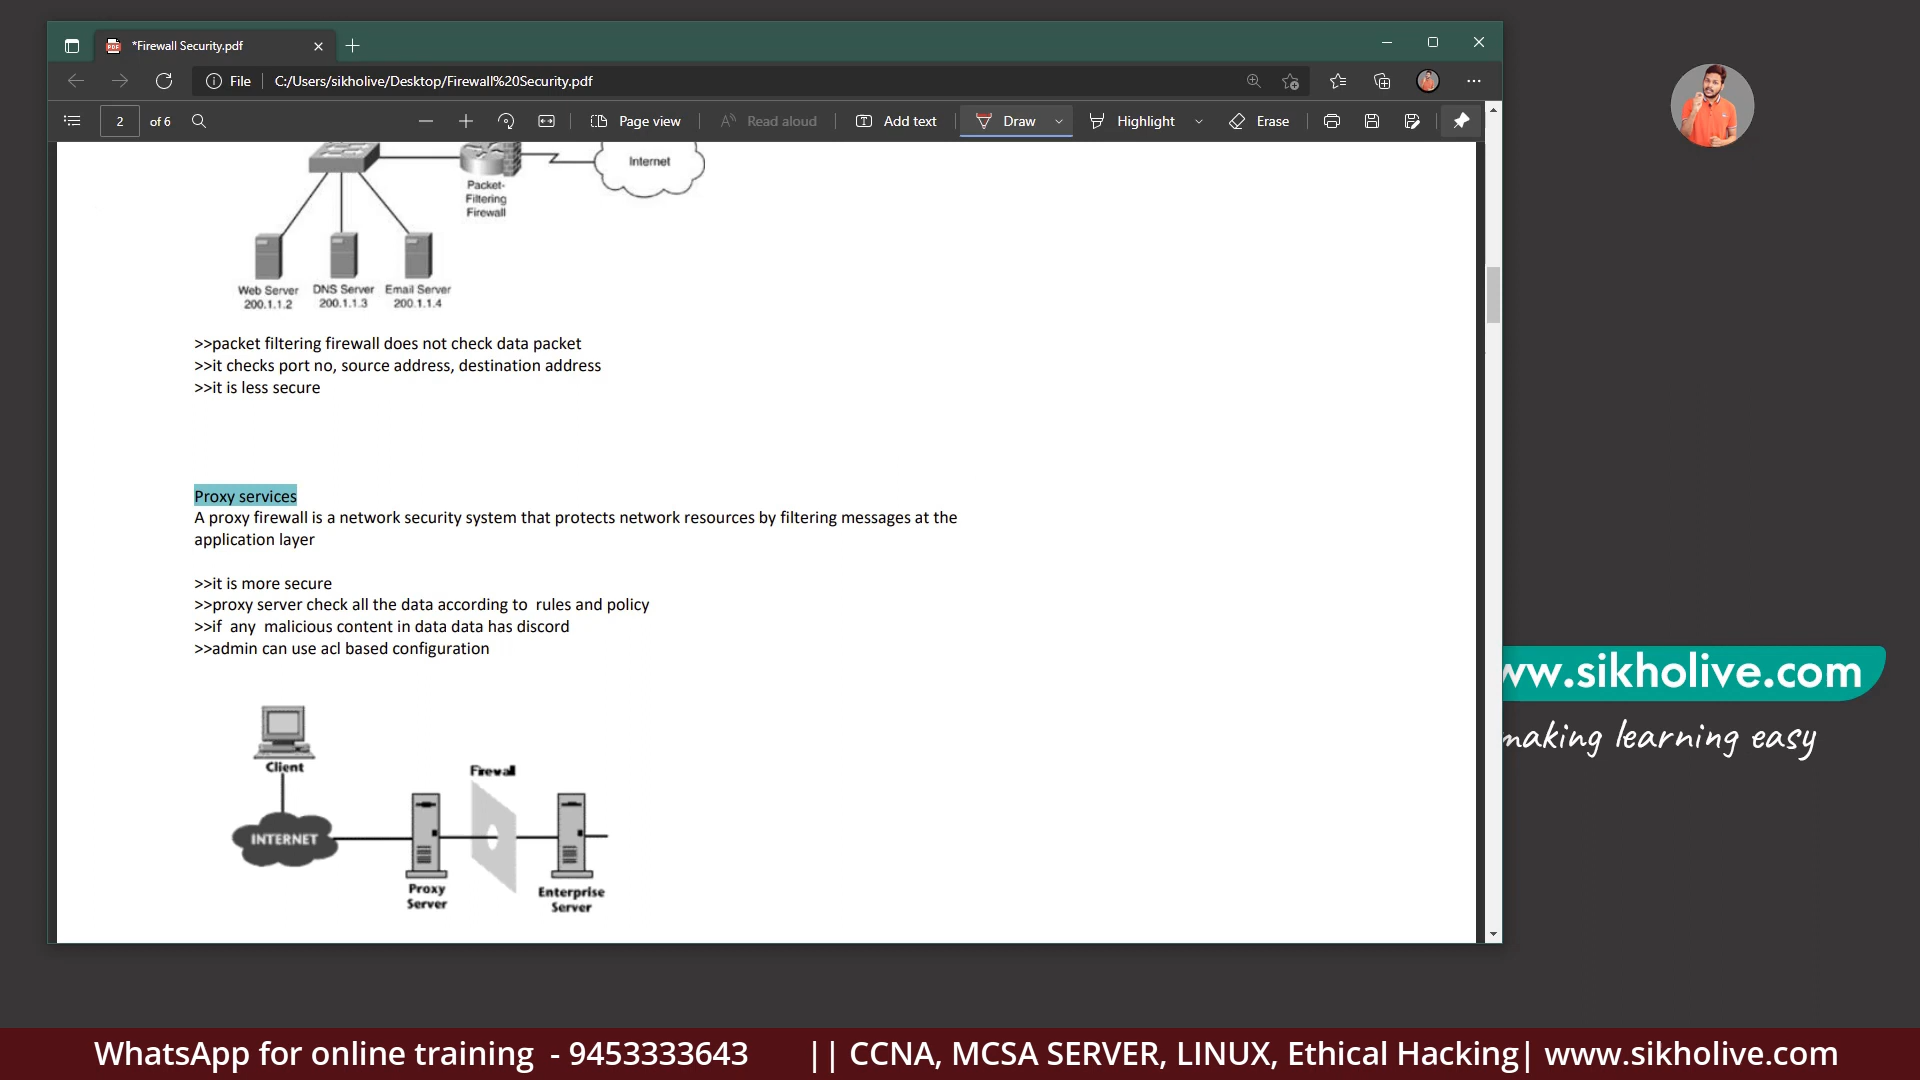 *Firewall Security.pdf
File
C:/Users/sikholive/Desktop/Firewall%20Security.pdf
2 of 6
Page view
Read aloud
Add text
Draw
Highlight
Erase
Internet
Packet-
Filtering
Firewall
Web Server
200.1.1.2
DNS Server
200.1.1.3
Email Server
200.1.1.4
>>packet filtering firewall does not check data packet
>>it checks port no, source address, destination address
>>it is less secure
Proxy services
A proxy firewall is a network security system that protects network resources by filtering messages at the
application layer
>>it is more secure
>>proxy server check all the data according to  rules and policy
>>if  any  malicious content in data data has discord
>>admin can use acl based configuration
Client
INTERNET
Firewall
Proxy
Server
Enterprise
Server
ww.sikholive.com
making learning easy
WhatsApp for online training  - 9453333643       || CCNA, MCSA SERVER, LINUX, Ethical Hacking| www.sikholive.com